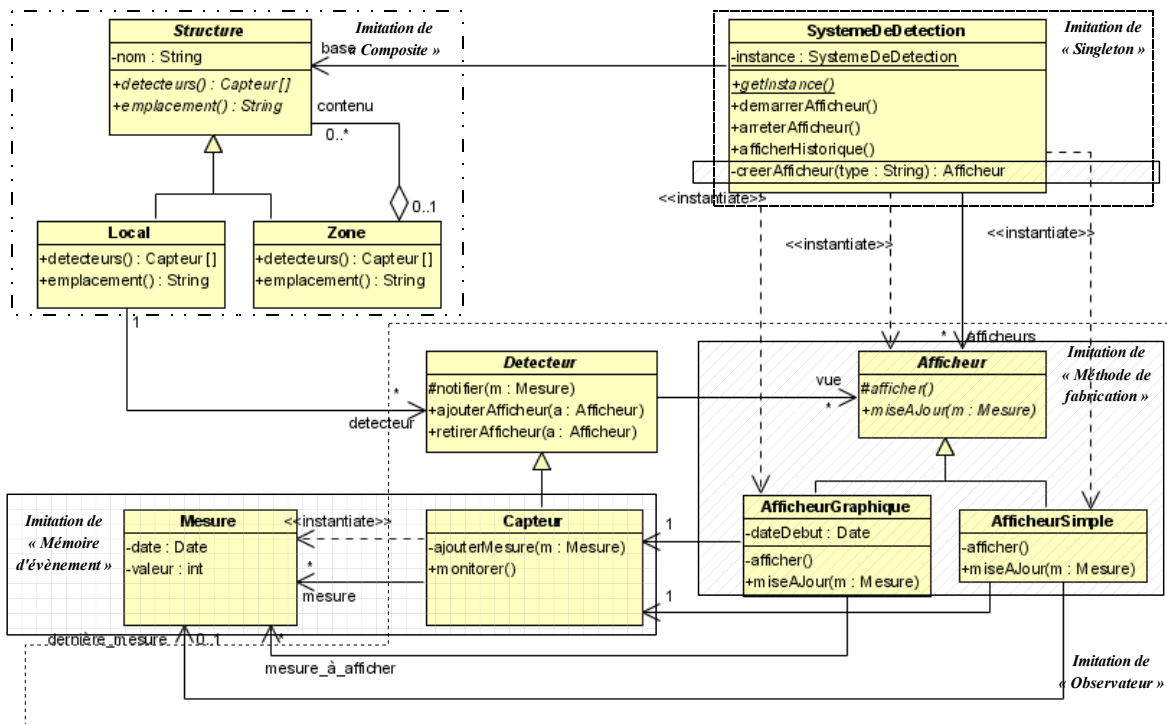 Structure
-nom : String
+detecteurs() : Capteur[]
+emplacement() : String
Imitation de
« Composite »
base
contenu
0..*
0..1
Local
+detecteurs() : Capteur[]
+emplacement() : String
Zone
+detecteurs() : Capteur[]
+emplacement() : String
SystemeDeDetection
-instance : SystemeDeDetection
+getInstance()
+demarrerAfficheur()
+arreterAfficheur()
+afficherHistorique()
-creerAfficheur(type : String) : Afficheur
Imitation de
« Singleton »
<<instantiate>>
<<instantiate>>
<<instantiate>>
1
*
detecteur
Detecteur
#notifier(m : Mesure)
+ajouterAfficheur(a : Afficheur)
+retirerAfficheur(a : Afficheur)
vue
*
* afficheurs
Afficheur
#afficher()
+miseAJour(m : Mesure)
Imitation de
« Méthode de
fabrication »
Imitation de
« Mémoire
d'évènement »
Mesure
-date : Date
-valeur : int
<<instantiate>>
*
mesure
Capteur
-ajouterMesure(m : Mesure)
+monitorer()
1
1
AfficheurGraphique
-dateDebut : Date
-afficher()
+miseAJour(m : Mesure)
AfficheurSimple
-afficher()
+miseAJour(m : Mesure)
dernière_mesure
0..1
*
mesure_à_afficher
Imitation de
« Observateur »